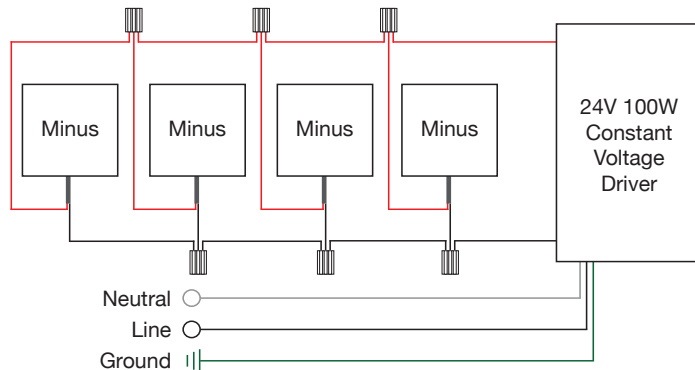 Minus
Minus
Minus
Minus
24V 100W
Constant
Voltage
Driver
Neutral
Line
Ground